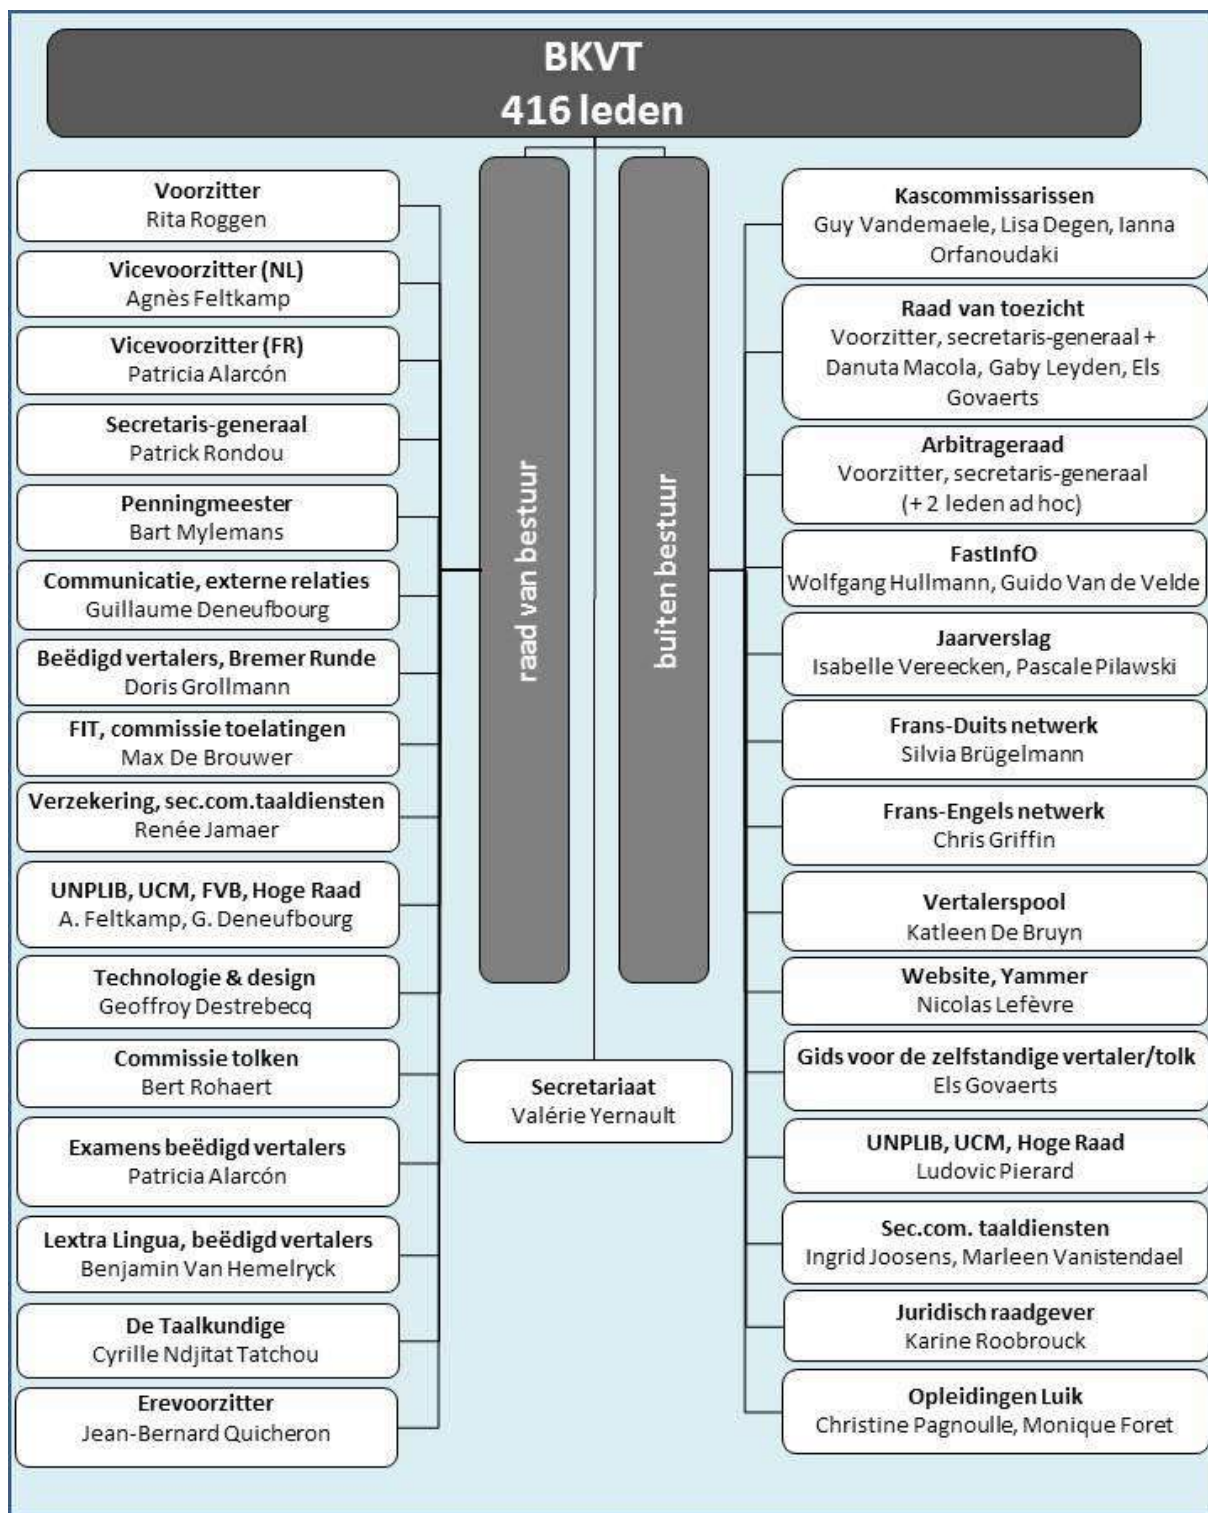 BKVT
416 leden
Voorzitter
Rita Roggen
Vicevoorzitter (NL)
Agnès Feltkamp
Vicevoorzitter (FR)
Patricia Alarcón
Secretaris-generaal
Patrick Rondou
Penningmeester
Bart Mylemans
Communicatie, externe relaties
Guillaume Deneufbourg
Beëdigd vertalers, Bremer Runde
Doris Grollmann
FIT, commissie toelatingen
Max De Brouwer
Verzekering, sec.com.taaldiensten
Renée Jamaer
UNPLIB, UCM, FVB, Hoge Raad
A. Feltkamp, G. Deneufbourg
Technologie & design
Geoffroy Destrebecq
Commissie tolken
Bert Rohaert
Examens beëdigd vertalers
Patricia Alarcón
Lextra Lingua, beëdigd vertalers
Benjamin Van Hemelryck
De Taalkundige
Cyrille Ndjitat Tatchou
Erevoorzitter
Jean-Bernard Quicheron
raad van bestuur
buiten bestuur
Secretariaat
Valérie Yernault
Kascommissarissen
Guy Vandemaele, Lisa Degen, Ianna
Orfanoudaki
Raad van toezicht
Voorzitter, secretaris-generaal +
Danuta Macola, Gaby Leyden, Els
Govaerts
Arbitrageraad
Voorzitter, secretaris-generaal
(+ 2 leden ad hoc)
FastInfO
Wolfgang Hullmann, Guido Van de Velde
Jaarverslag
Isabelle Vereecken, Pascale Pilawski
Frans-Duits netwerk
Silvia Brügelmann
Frans-Engels netwerk
Chris Griffin
Vertalerspool
Katleen De Bruyn
Website, Yammer
Nicolas Lefèvre
Gids voor de zelfstandige vertaler/tolk
Els Govaerts
UNPLIB, UCM, Hoge Raad
Ludovic Pierard
Sec.com. taaldiensten
Ingrid Joosens, Marleen Vanistendael
Juridisch raadgever
Karine Roobrouck
Opleidingen Luik
Christine Pagnoulle, Monique Foret